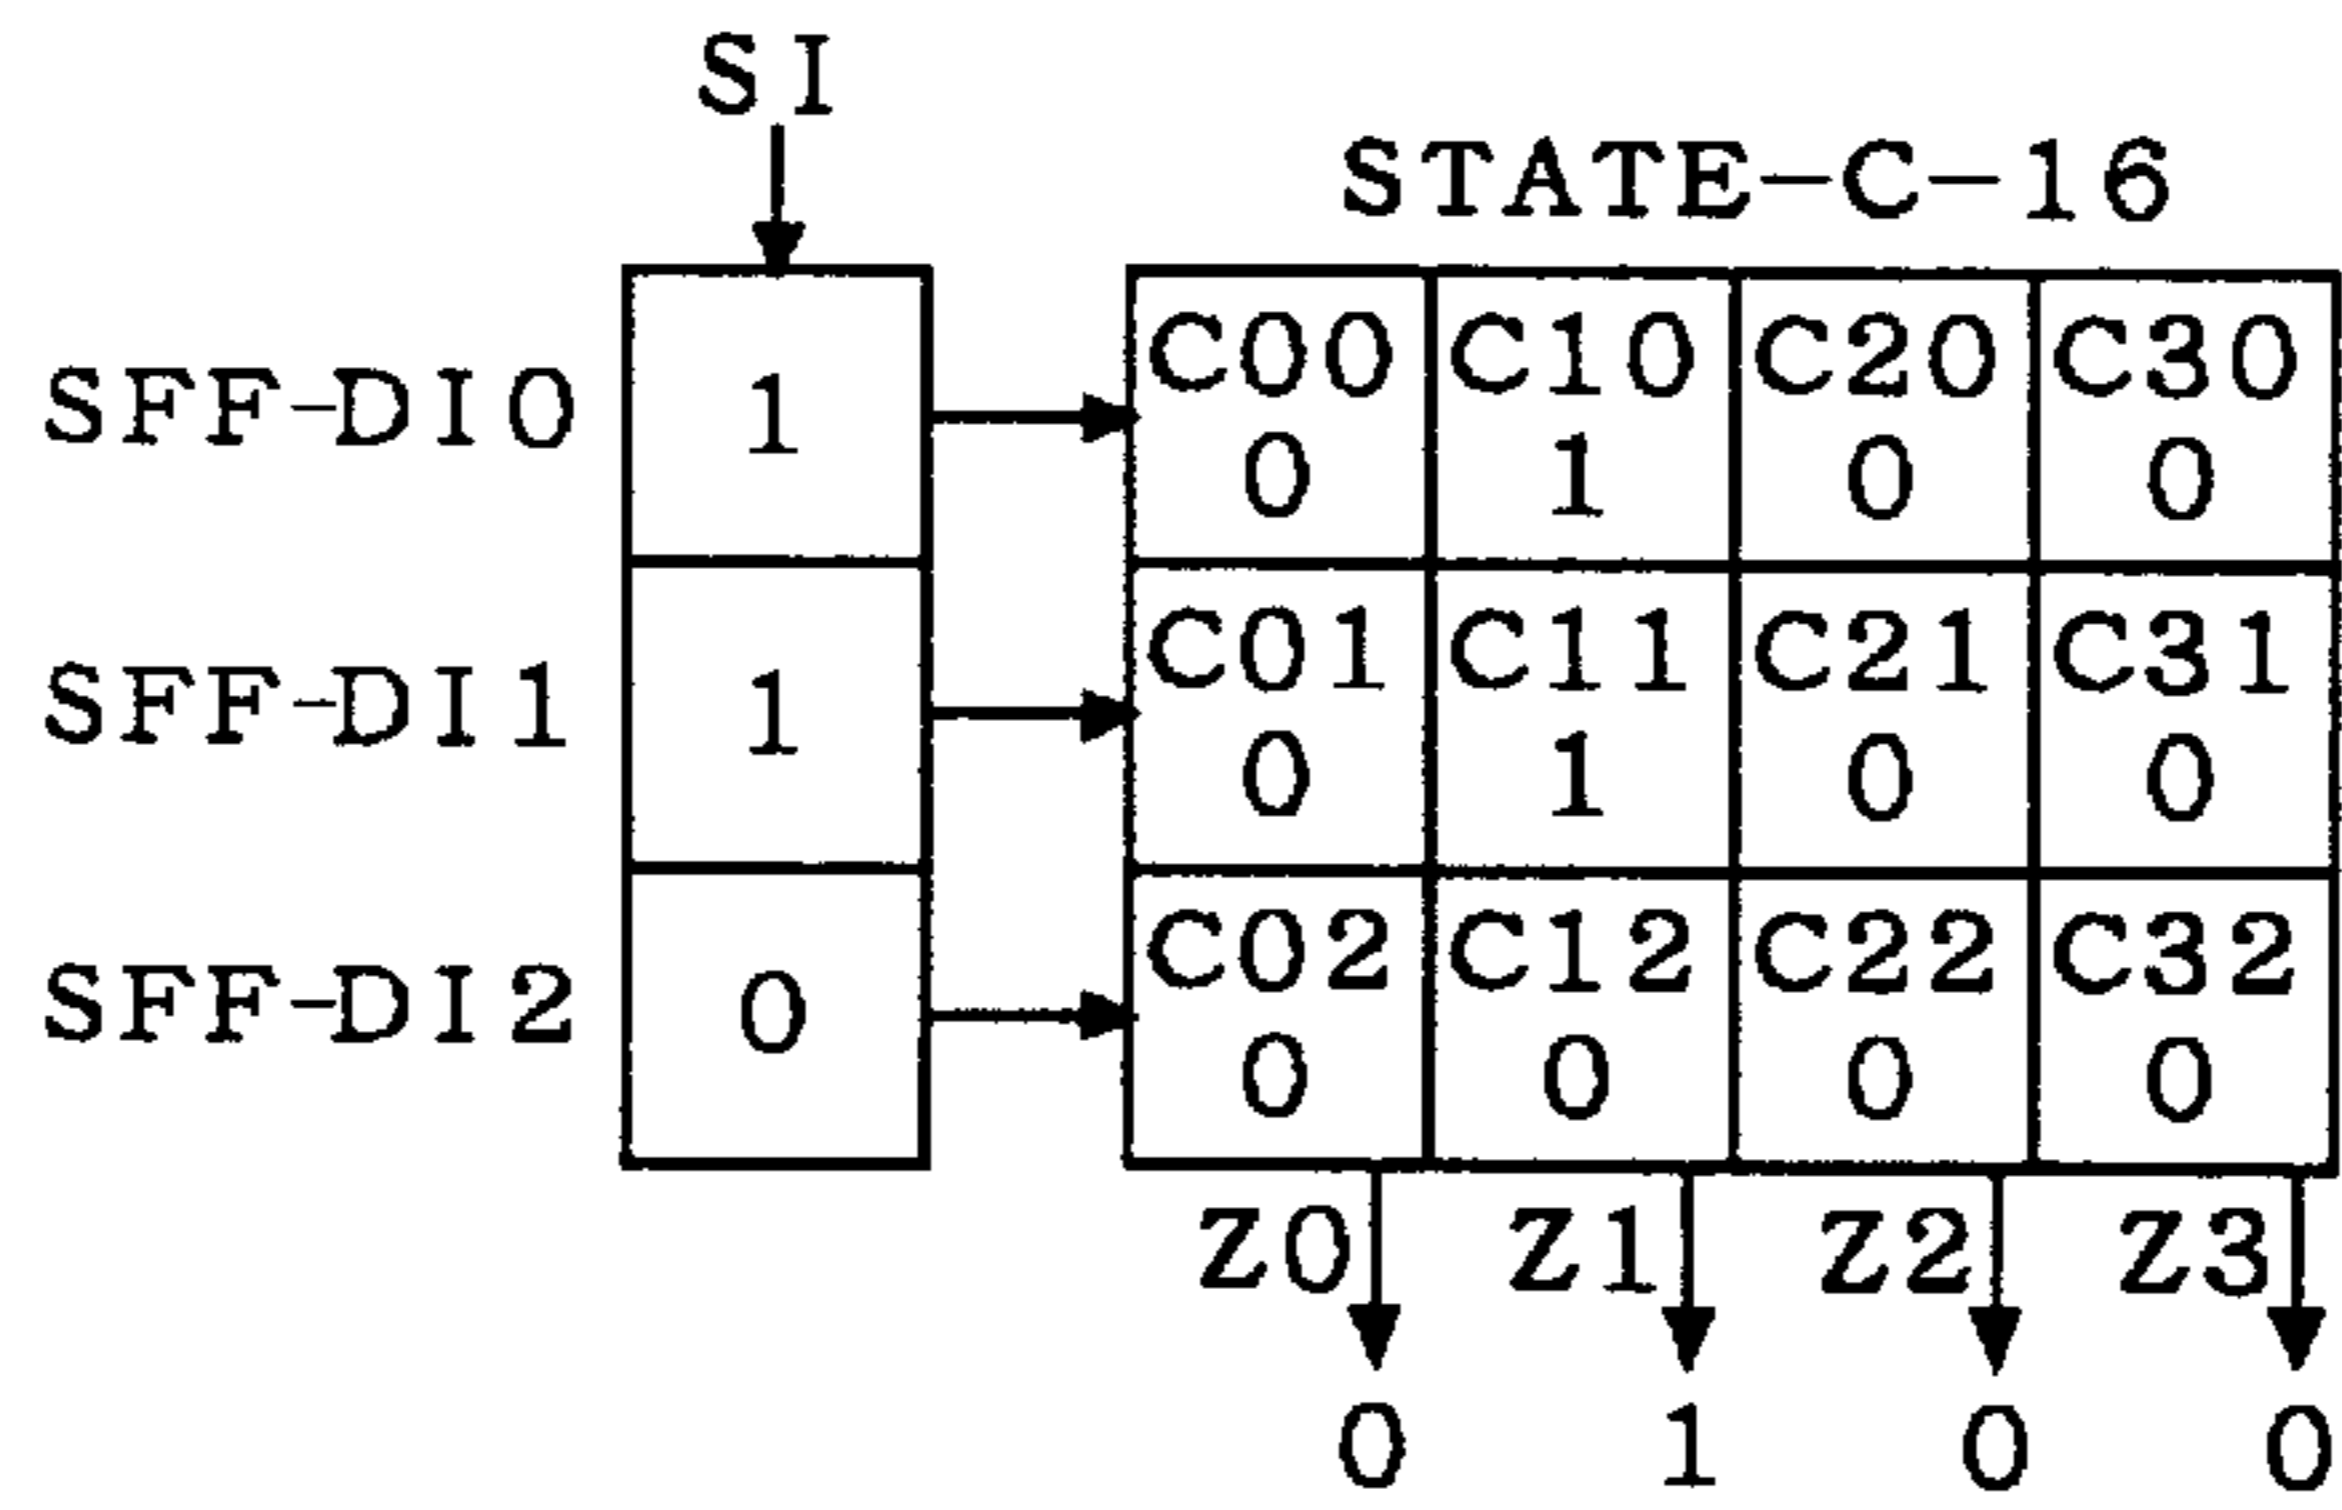 SI
STATE-C-16
SFF-DI0 1 C00 C10 C20 C30
0 1 0 0
SFF-DI1 1 C01 C11 C21 C31
0 1 0 0
SFF-DI2 0 C02 C12 C22 C32
0 0 0 0
Z0 Z1 Z2 Z3
0 1 0 0